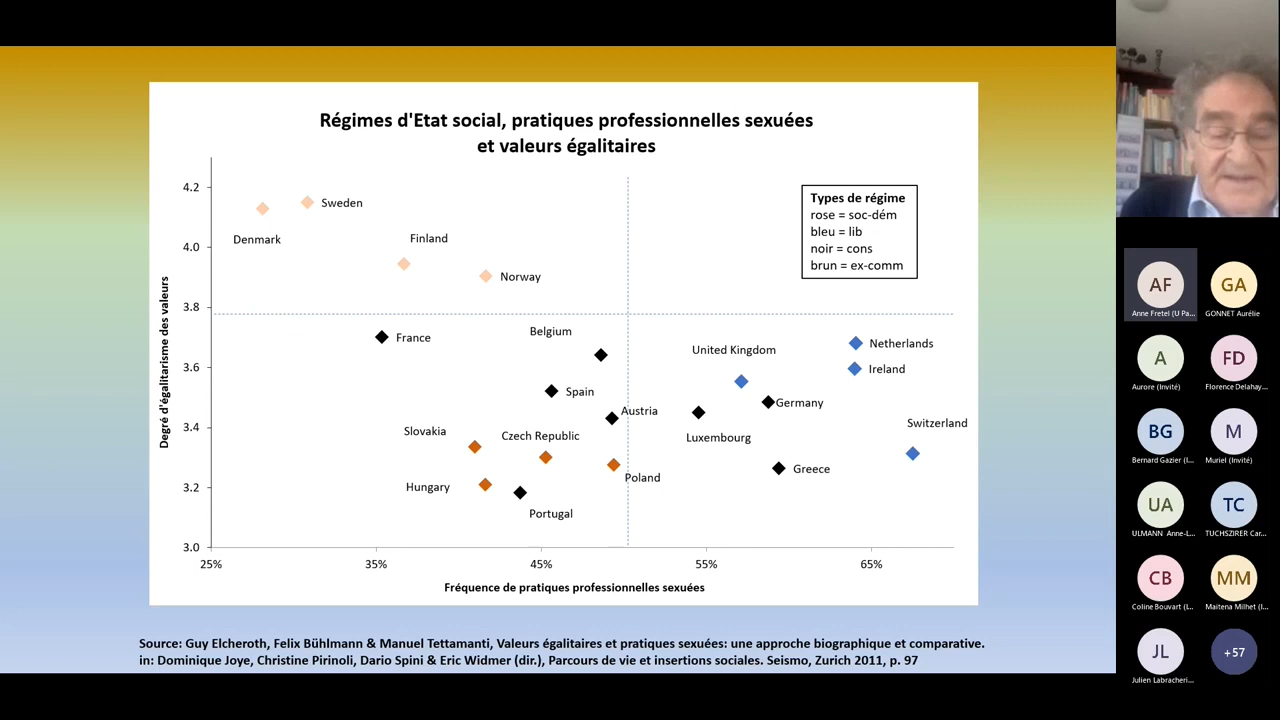 Régimes d'Etat social, pratiques professionnelles sexuées
et valeurs égalitaires
Types de régime
rose = soc-dém
bleu = lib
noir = cons
brun = ex-comm
Degré d'égalitarisme des valeurs
4.2
4.0
3.8
3.6
3.4
3.2
3.0
Sweden
Denmark
Finland
Norway
France
Belgium
United Kingdom
Netherlands
Ireland
Spain
Germany
Austria
Switzerland
Slovakia
Czech Republic
Luxembourg
Greece
Poland
Hungary
Portugal
25%
35%
45%
55%
65%
Fréquence de pratiques professionnelles sexuées
Source: Guy Elcheroth, Felix Bühlmann & Manuel Tettamanti, Valeurs égalitaires et pratiques sexuées: une approche biographique et comparative.
in: Dominique Joye, Christine Pirinoli, Dario Spini & Eric Widmer (dir.), Parcours de vie et insertions sociales. Seismo, Zurich 2011, p. 97
AF
Anne Fretel (U Pa...
GA
GONNET Aurélie
A
Aurore (Invité)
FD
Florence Delahay...
BG
Bernard Gazier (I...
M
Muriel (Invité)
UA
ULMANN Anne-L...
TC
TUCHSZIRER Car...
CB
Coline Bouvart (I...
MM
Maitena Milhet (I...
JL
Julien Labracheri...
+57